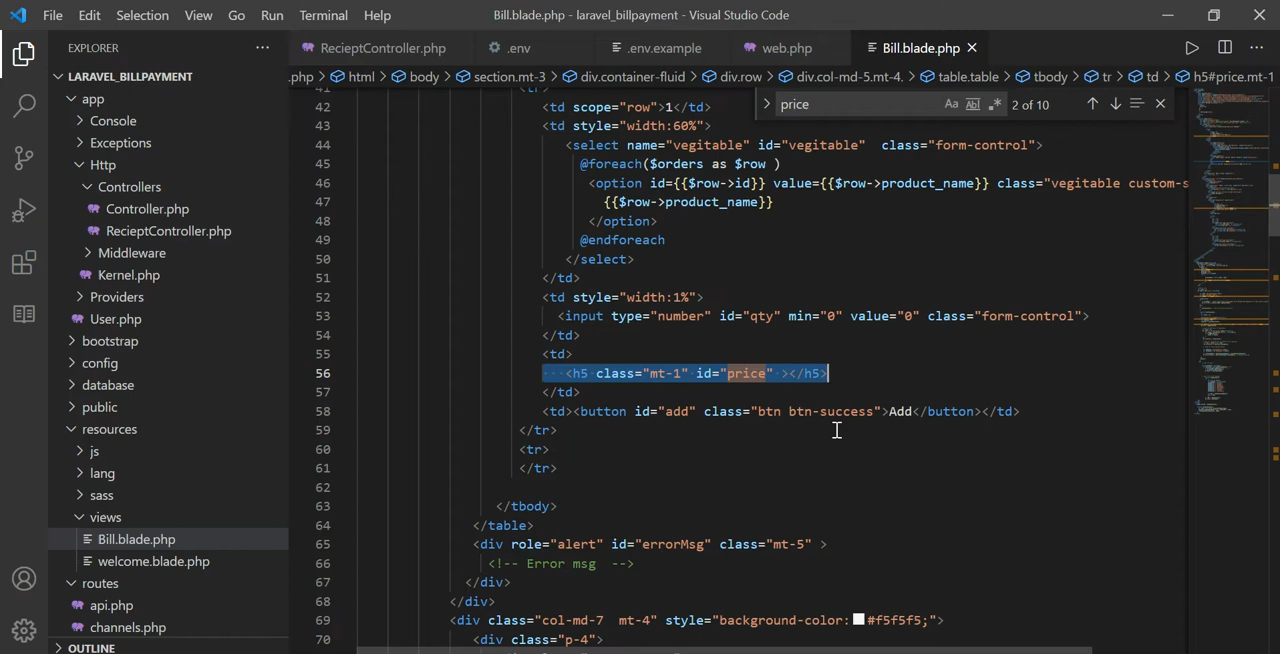 File Edit Selection View Go Run Terminal Help Bill.blade.php - laravel_billpayment - Visual Studio Code
EXPLORER
LARAVEL_BILLPAYMENT
app
Console
Exceptions
Http
Controllers
Controller.php
RecieptController.php
Middleware
Kernel.php
Providers
User.php
bootstrap
config
database
public
resources
js
lang
sass
views
Bill.blade.php
welcome.blade.php
routes
api.php
channels.php
OUTLINE
RecieptController.php .env .env.example web.php Bill.blade.php
.php > html > body > section.mt-3 > div.container-fluid > div.row > div.col-md-5.mt-4. > table.table > tbody > tr > td > h5#price.mt-1
price Aa Abl 2 of 10
41 <tr>
42 <td scope="row">1</td>
43 <td style="width:60%">
44 <select name="vegitable" id="vegitable"  class="form-control">
45 @foreach($orders as $row )
46 <option id={{$row->id}} value={{$row->product_name}} class="vegitable custom-s
47 {{$row->product_name}}
48 </option>
49 @endforeach
50 </select>
51 </td>
52 <td style="width:1%">
53 <input type="number" id="qty" min="0" value="0" class="form-control">
54 </td>
55 <td>
56 <h5 class="mt-1" id="price" ></h5>
57 </td>
58 <td><button id="add" class="btn btn-success">Add</button></td>
59 </tr>
60 <tr>
61 </tr>
62
63 </tbody>
64 </table>
65 <div role="alert" id="errorMsg" class="mt-5" >
66 <!-- Error msg  -->
67 </div>
68 </div>
69 <div class="col-md-7  mt-4" style="background-color:#f5f5f5;">
70 <div class="p-4">